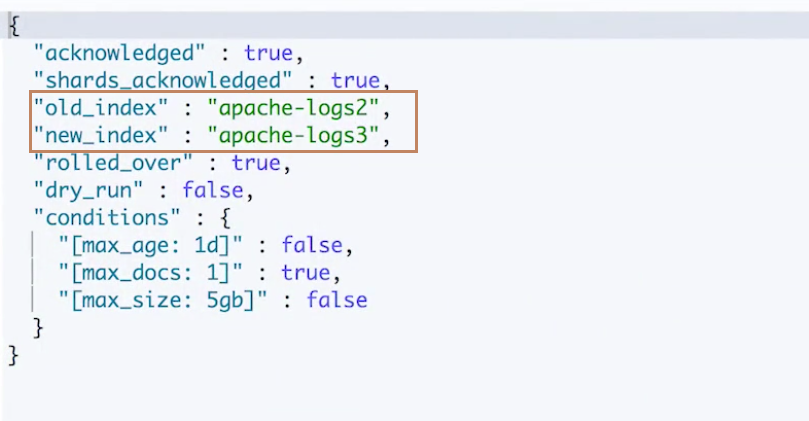 {
  "acknowledged" : true,
  "shards_acknowledged" : true,
  "old_index" : "apache-logs2",
  "new_index" : "apache-logs3",
  "rolled_over" : true,
  "dry_run" : false,
  "conditions" : {
    "[max_age: 1d]" : false,
    "[max_docs: 1]" : true,
    "[max_size: 5gb]" : false
  }
}